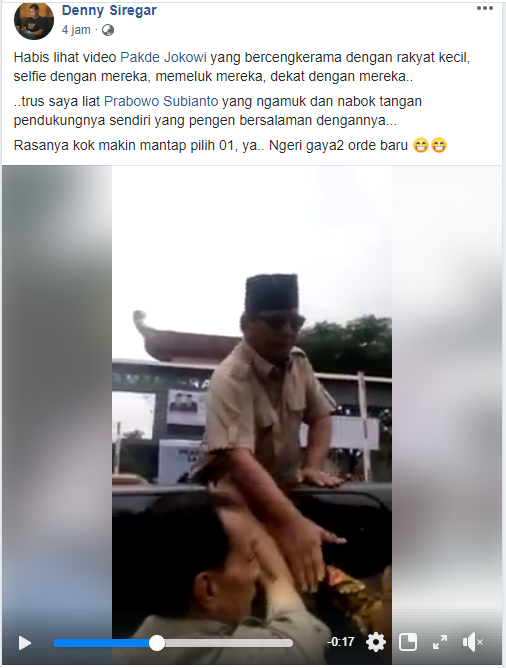 Denny Siregar
4 jam ·
Habis lihat video Pakde Jokowi yang bercengkerama dengan rakyat kecil,
selfie dengan mereka, memeluk mereka, dekat dengan mereka..
..trus saya liat Prabowo Subianto yang ngamuk dan nabok tangan
pendukungnya sendiri yang pengen bersalaman dengannya...
Rasanya kok makin mantap pilih 01, ya.. Ngeri gaya2 orde baru 😁😁
-0:17